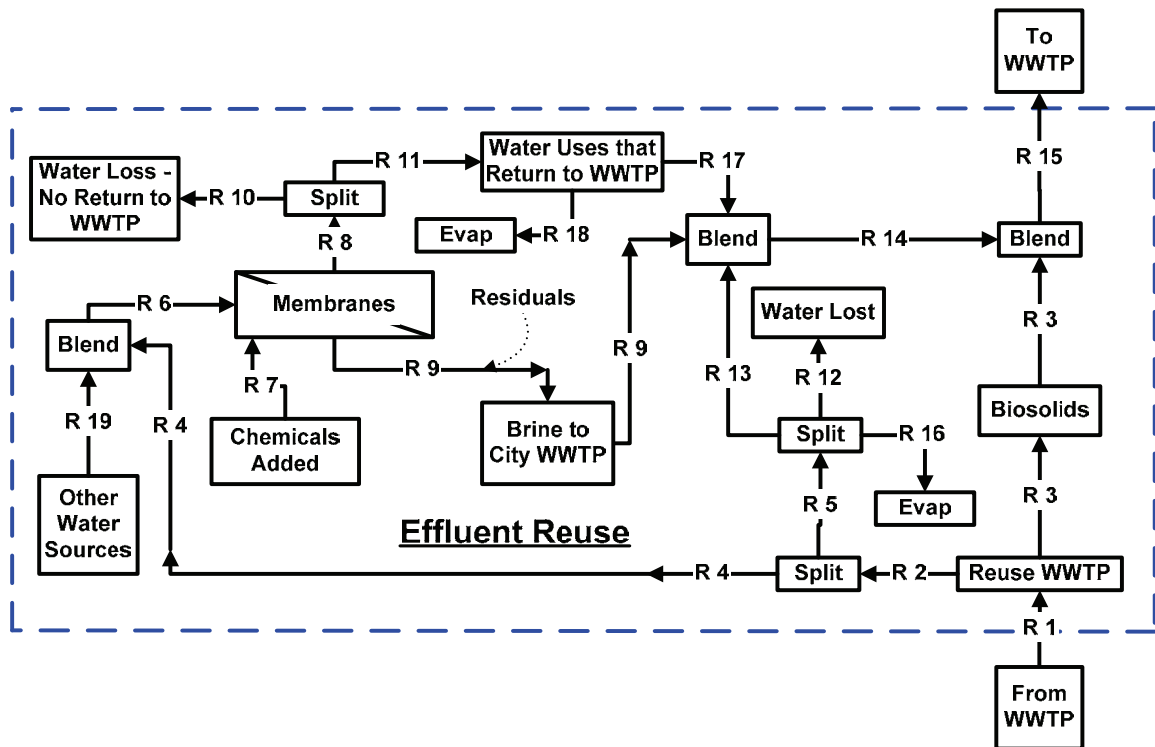 To
WWTP
R 15
R 11
Water Uses that
Return to WWTP
R 17
Water Loss -
No Return to
WWTP
R 10
Split
R 18
Evap
R 8
Blend
R 14
Blend
R 6
Membranes
Residuals
Water Lost
R 3
Blend
R 9
R 9
R 13
R 12
R 7
R 19
R 4
Chemicals
Added
Brine to
City WWTP
Split
R 16
Biosolids
Other
Water
Sources
R 5
Evap
R 3
Effluent Reuse
R 4
Split
R 2
Reuse WWTP
R 1
From
WWTP